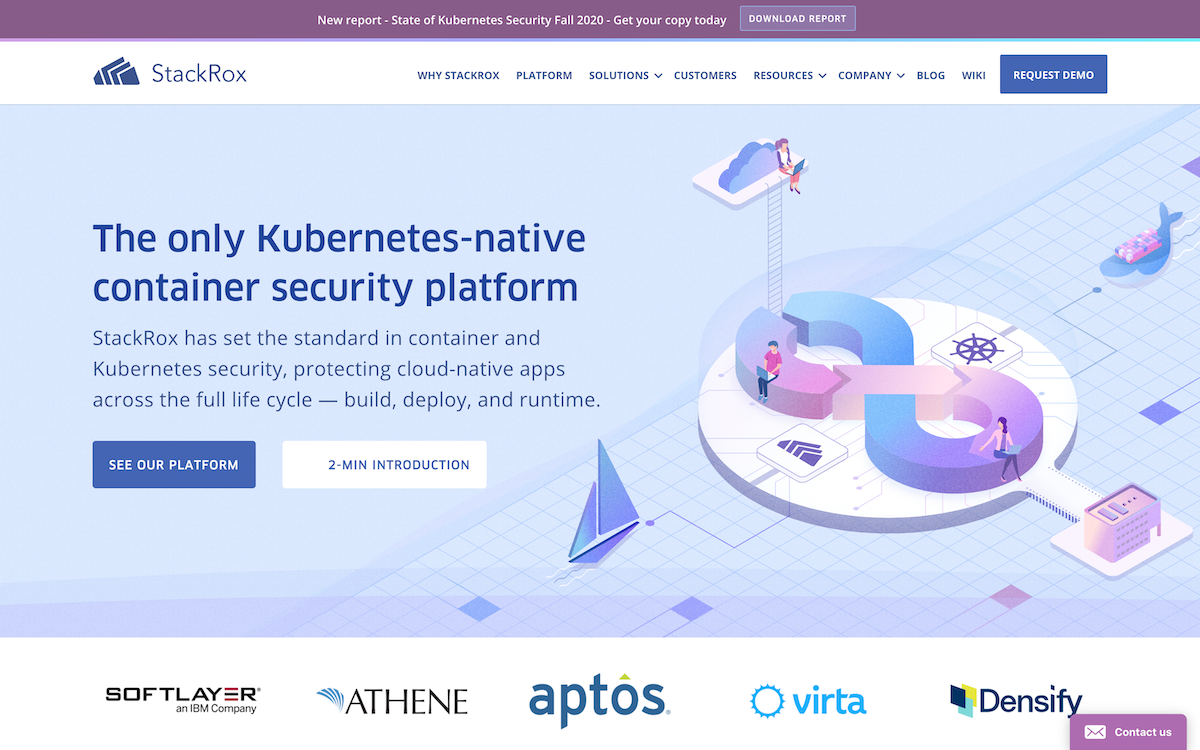 New report - State of Kubernetes Security Fall 2020 - Get your copy today DOWNLOAD REPORT
StackRox WHY STACKROX PLATFORM SOLUTIONS CUSTOMERS RESOURCES COMPANY BLOG WIKI REQUEST DEMO
The only Kubernetes-native
container security platform
StackRox has set the standard in container and
Kubernetes security, protecting cloud-native apps
across the full life cycle — build, deploy, and runtime.
SEE OUR PLATFORM 2-MIN INTRODUCTION
SOFTLAYER®
an IBM Company
ATHENE
aptos®
virta
Densify
Contact us